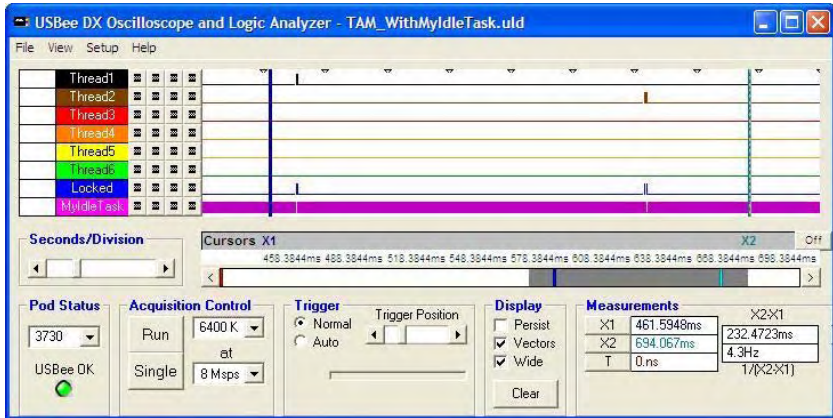 USBee DX Oscilloscope and Logic Analyzer - TAM_WithMyIdleTask.uld
File View Setup Help
Thread1
Thread2
Thread3
Thread4
Thread5
Thread6
Locked
MyIdleTask
Seconds/Division
Cursors X1 X2 Off
458.3844ms 488.3844ms 518.3844ms 548.3844ms 578.3844ms 608.3844ms 638.3844ms 668.3844ms 698.3844ms
Pod Status
3730
USBee OK
Acquisition Control
Run
6400 K
at
Single
8 Msps
Trigger
Normal
Auto
Trigger Position
Display
Persist
Vectors
Wide
Clear
Measurements
X1 461.5948ms
X2 694.067ms
T 0.ns
X2-X1
232.4723ms
4.3Hz
1/(X2-X1)